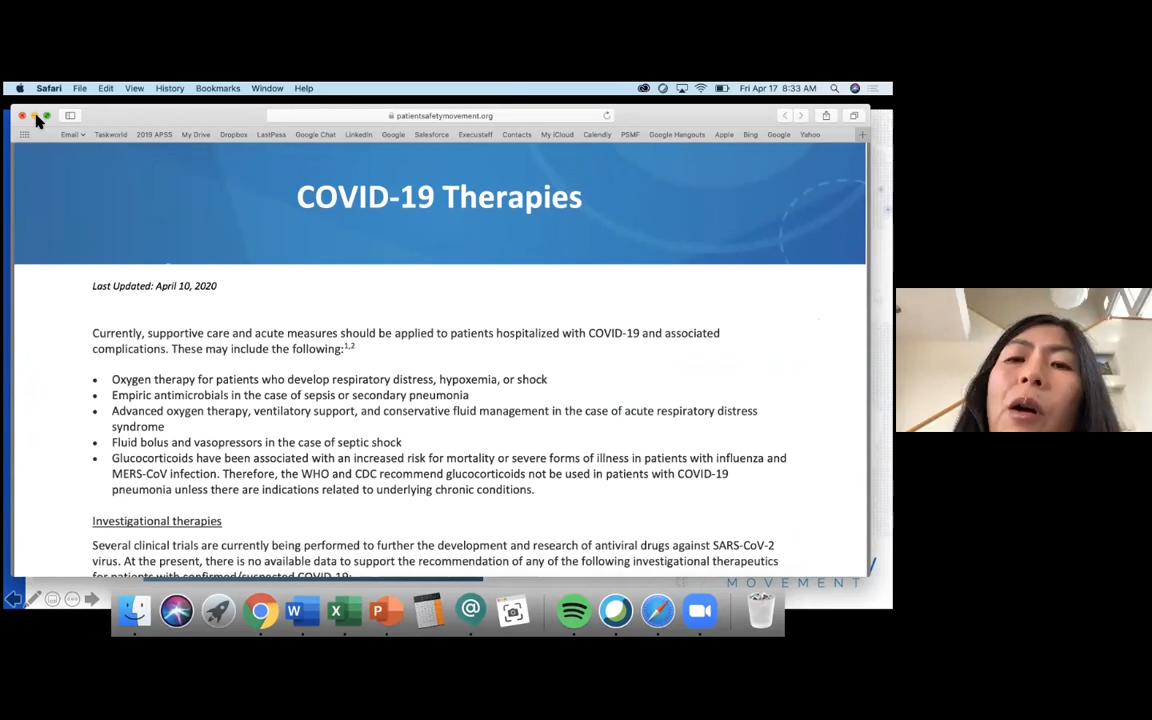 Safari File Edit View History Bookmarks Window Help Fri Apr 17 8:33 AM
patientsafetymovement.org
Email Taskworld 2019 APSS My Drive Dropbox LastPass Google Chat LinkedIn Google Salesforce Executstaff Contacts My iCloud Calendly PSMF Google Hangouts Apple Bing Google Yahoo
COVID-19 Therapies
Last Updated: April 10, 2020
Currently, supportive care and acute measures should be applied to patients hospitalized with COVID-19 and associated
complications. These may include the following:1,2
• Oxygen therapy for patients who develop respiratory distress, hypoxemia, or shock
• Empiric antimicrobials in the case of sepsis or secondary pneumonia
• Advanced oxygen therapy, ventilatory support, and conservative fluid management in the case of acute respiratory distress
syndrome
• Fluid bolus and vasopressors in the case of septic shock
• Glucocorticoids have been associated with an increased risk for mortality or severe forms of illness in patients with influenza and
MERS-CoV infection. Therefore, the WHO and CDC recommend glucocorticoids not be used in patients with COVID-19
pneumonia unless there are indications related to underlying chronic conditions.
Investigational therapies
Several clinical trials are currently being performed to further the development and research of antiviral drugs against SARS-CoV-2
virus. At the present, there is no available data to support the recommendation of any of the following investigational therapeutics
for patients with confirmed/suspected COVID-19:
MOVEMENT
W X P @